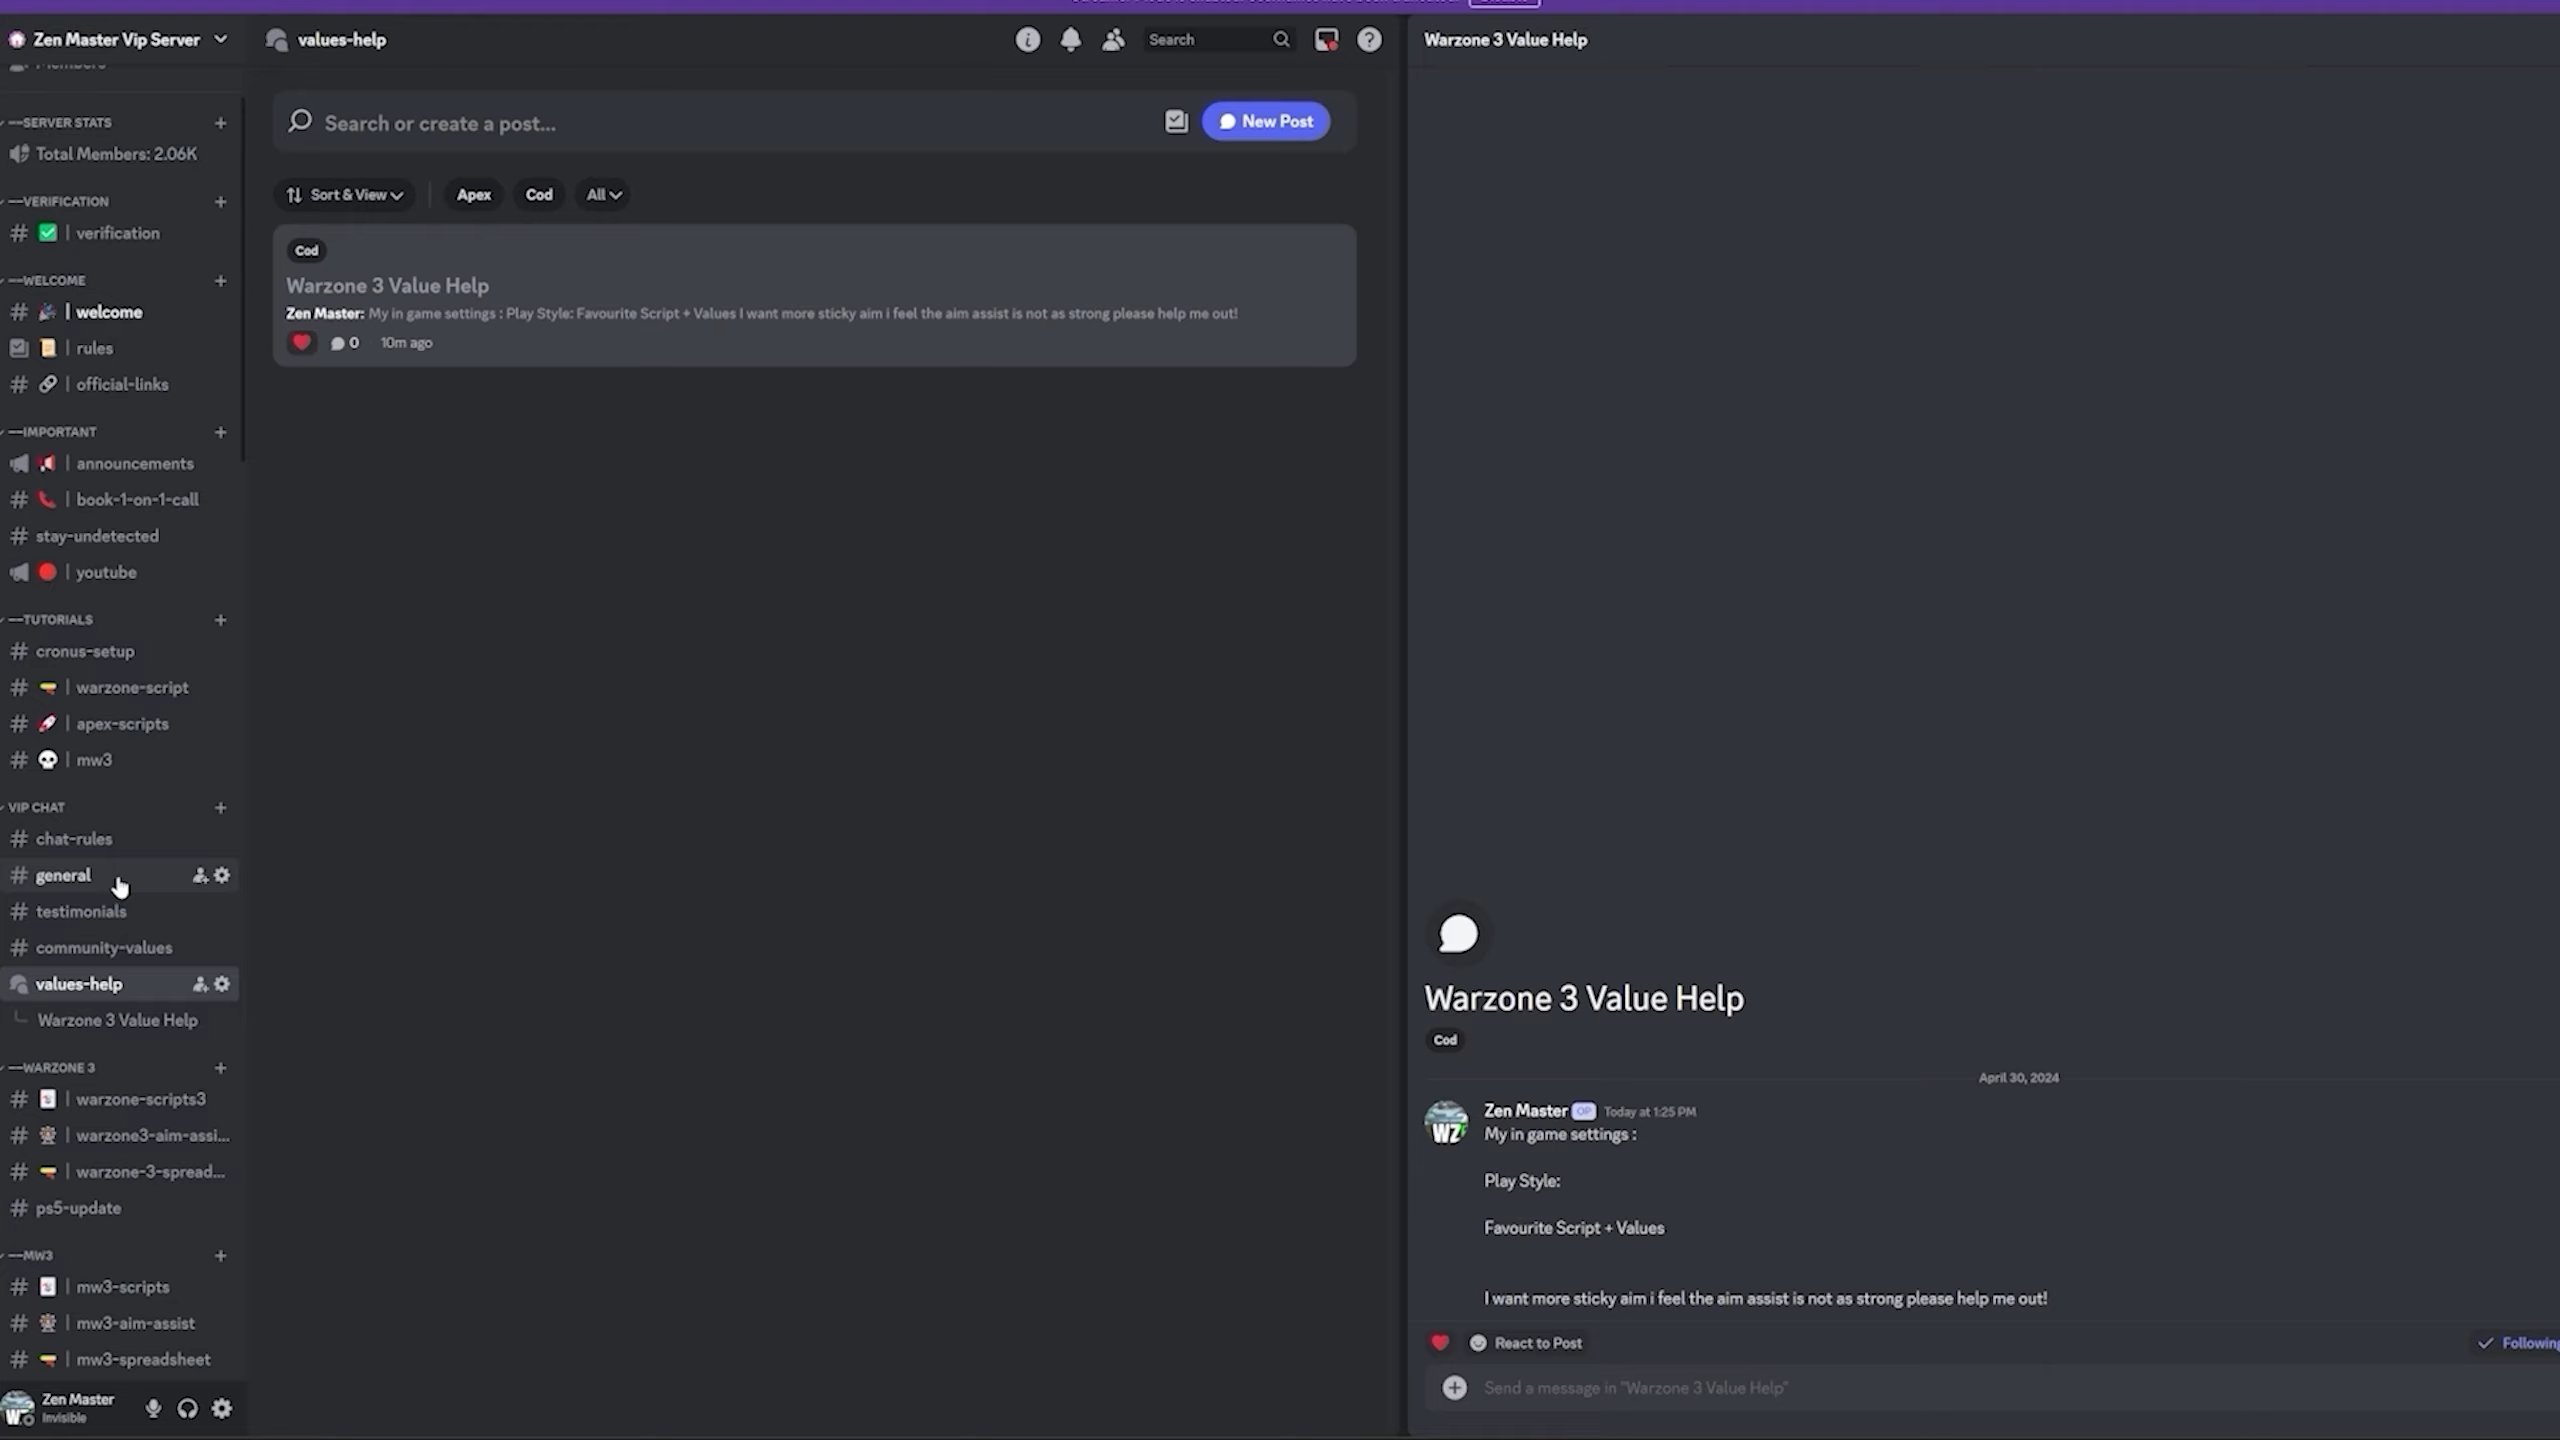 Zen Master Vip Server
Members
—SERVER STATS
Total Members: 2.06K
—VERIFICATION
| verification
—WELCOME
| welcome
| rules
| official-links
—IMPORTANT
| announcements
| book-1-on-1-call
stay-undetected
| youtube
—TUTORIALS
cronus-setup
| warzone-script
| apex-scripts
| mw3
VIP CHAT
chat-rules
general
testimonials
community-values
values-help
Warzone 3 Value Help
—WARZONE 3
| warzone-scripts3
| warzone3-aim-assi...
| warzone-3-spread...
ps5-update
—MW3
| mw3-scripts
| mw3-aim-assist
| mw3-spreadsheet
Zen Master
Invisible
values-help
Search
Search or create a post...
New Post
Sort & View
Apex
Cod
All
Cod
Warzone 3 Value Help
Zen Master: My in game settings : Play Style: Favourite Script + Values I want more sticky aim i feel the aim assist is not as strong please help me out!
0
10m ago
Warzone 3 Value Help
Warzone 3 Value Help
Cod
April 30, 2024
WZ
Zen Master OP Today at 1:25 PM
My in game settings :
Play Style:
Favourite Script + Values
I want more sticky aim i feel the aim assist is not as strong please help me out!
React to Post
Following
Send a message in "Warzone 3 Value Help"